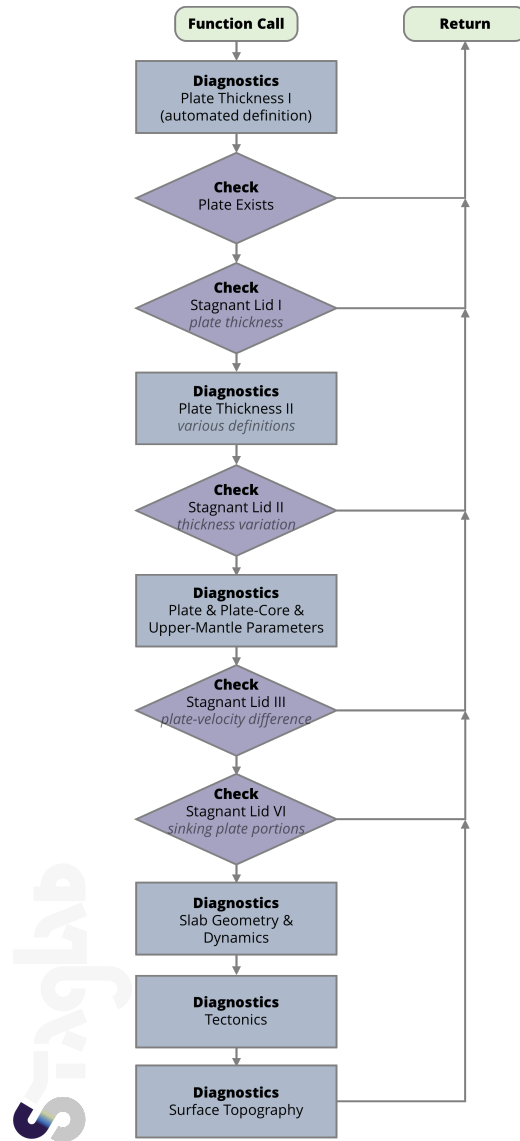 Function Call
Return
Diagnostics
Plate Thickness I
(automated definition)
Check
Plate Exists
Check
Stagnant Lid I
plate thickness
Diagnostics
Plate Thickness II
various definitions
Check
Stagnant Lid II
thickness variation
Diagnostics
Plate & Plate-Core &
Upper-Mantle Parameters
Check
Stagnant Lid III
plate-velocity difference
Check
Stagnant Lid VI
sinking plate portions
Diagnostics
Slab Geometry &
Dynamics
Diagnostics
Tectonics
Diagnostics
Surface Topography
STAGLAB